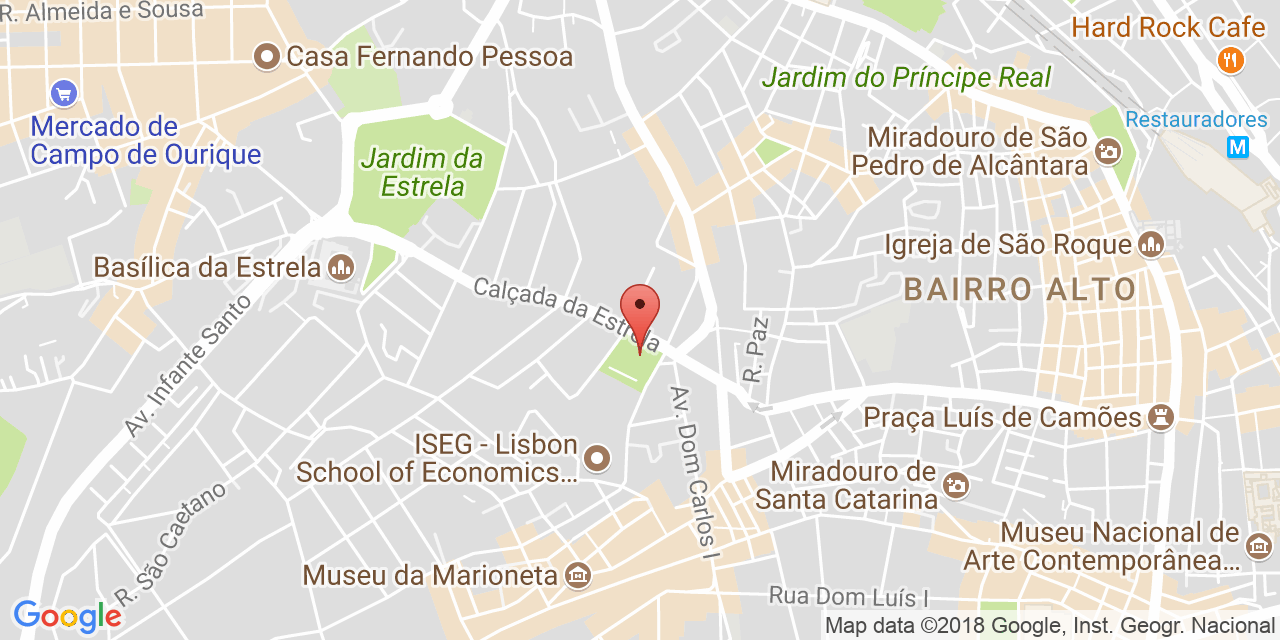 R. Almeida e Sousa
Casa Fernando Pessoa
Hard Rock Cafe
Jardim do Príncipe Real
Mercado de
Campo de Ourique
Restauradores
M
Miradouro de São
Pedro de Alcântara
Jardim da
Estrela
Igreja de São Roque
Basílica da Estrela
BAIRRO ALTO
Calçada da Estrela
Av. Infante Santo
R. Paz
Av. Dom Carlos I
Praça Luís de Camões
ISEG - Lisbon
School of Economics...
Miradouro de
Santa Catarina
R. São Caetano
Museu Nacional de
Arte Contemporânea...
Museu da Marioneta
Rua Dom Luís I
Google
Map data ©2018 Google, Inst. Geogr. Nacional